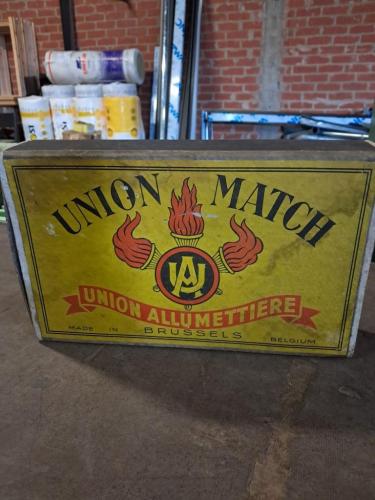 UNION MATCH
UA
UNION ALLUMETTIERE
MADE IN BRUSSELS BELGIUM